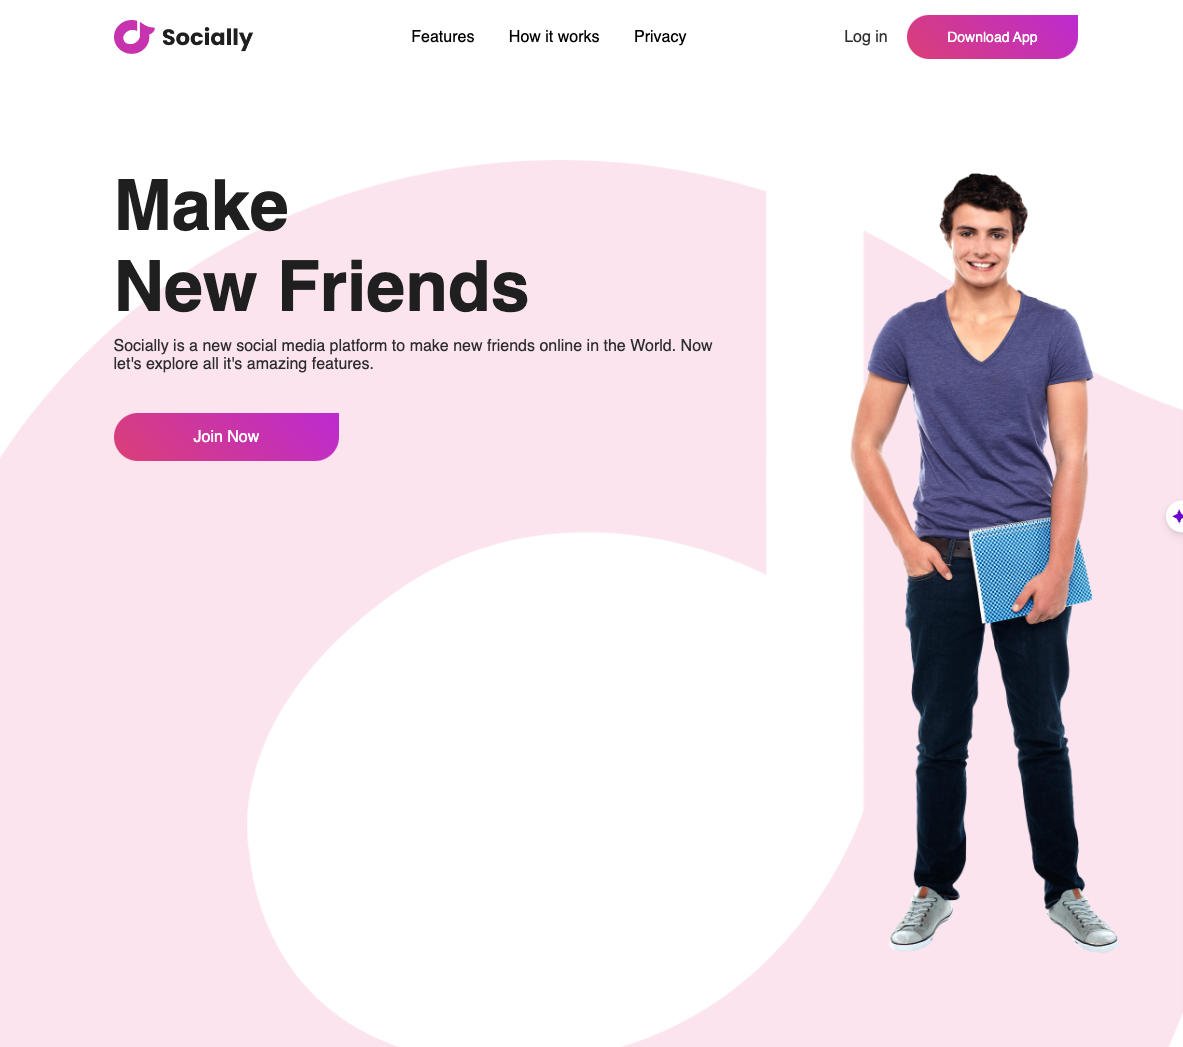 Socially
Features
How it works
Privacy
Log in
Download App
Make
New Friends
Socially is a new social media platform to make new friends online in the World. Now
let's explore all it's amazing features.
Join Now